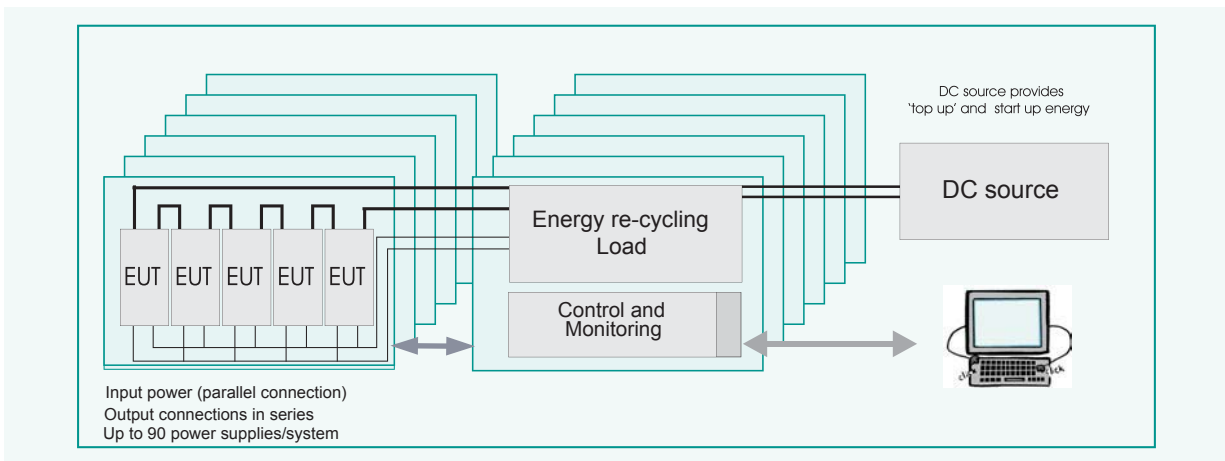 DC source provides
'top up' and start up energy
DC source
Energy re-cycling
Load
EUT EUT EUT EUT EUT
Control and
Monitoring
click
Input power (parallel connection)
Output connections in series
Up to 90 power supplies/system